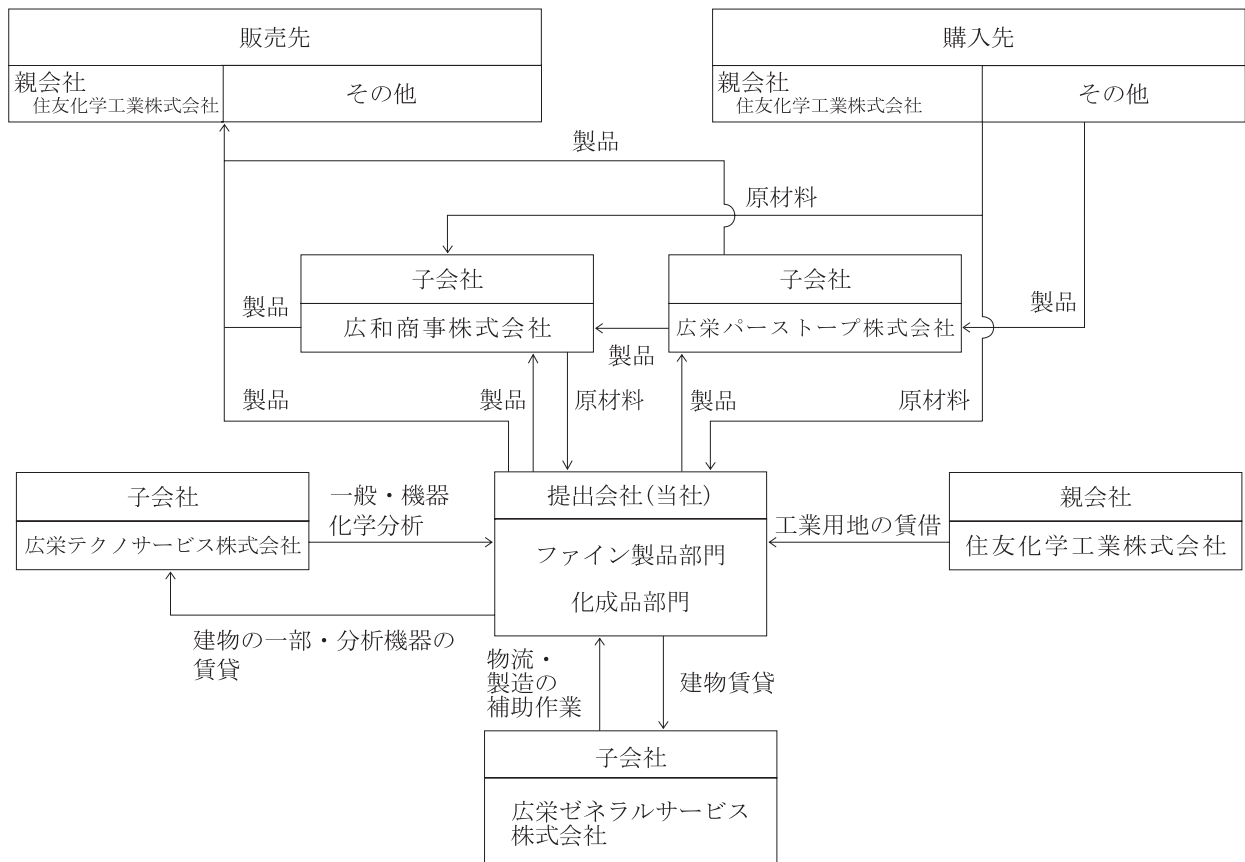 販売先
親会社
住友化学工業株式会社
その他
購入先
親会社
住友化学工業株式会社
その他
製品
原材料
子会社
広和商事株式会社
子会社
広栄パーストープ株式会社
製品
製品
製品
製品
製品
原材料
製品
原材料
子会社
広栄テクノサービス株式会社
一般・機器
化学分析
提出会社(当社)
ファイン製品部門
化成品部門
工業用地の賃借
親会社
住友化学工業株式会社
建物の一部・分析機器の
賃貸
物流・
製造の
補助作業
建物賃貸
子会社
広栄ゼネラルサービス
株式会社